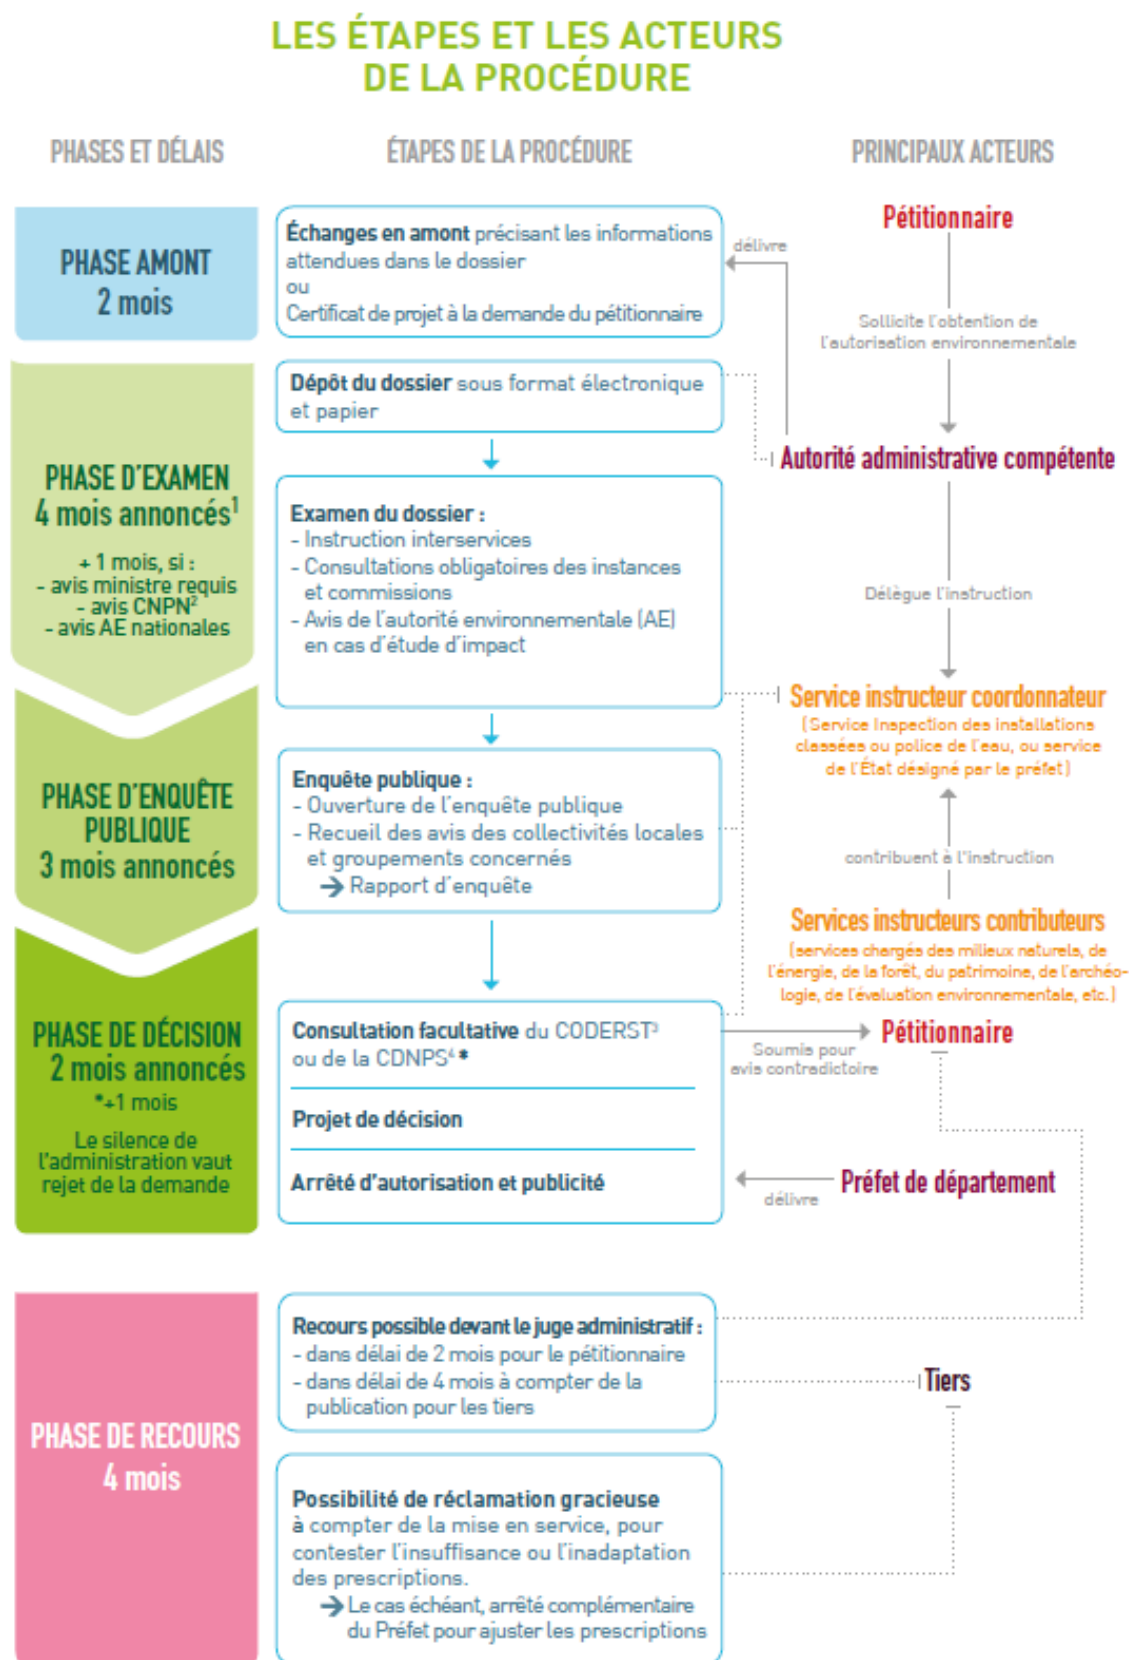 LES ÉTAPES ET LES ACTEURS
DE LA PROCÉDURE
PHASES ET DÉLAIS
ÉTAPES DE LA PROCÉDURE
PRINCIPAUX ACTEURS
PHASE AMONT
2 mois
Échanges en amont précisant les informations
attendues dans le dossier
ou
Certificat de projet à la demande du pétitionnaire
délivre
Pétitionnaire
Sollicite l'obtention de
l'autorisation environnementale
PHASE D'EXAMEN
4 mois annoncés¹
+ 1 mois, si :
- avis ministre requis
- avis CNPN²
- avis AE nationales
Dépôt du dossier sous format électronique
et papier
Autorité administrative compétente
Examen du dossier :
- Instruction interservices
- Consultations obligatoires des instances
et commissions
- Avis de l'autorité environnementale (AE)
en cas d'étude d'impact
Délègue l'instruction
Service instructeur coordonnateur
(Service Inspection des installations
classées ou police de l'eau, ou service
de l'État désigné par le préfet)
PHASE D'ENQUÊTE
PUBLIQUE
3 mois annoncés
Enquête publique :
- Ouverture de l'enquête publique
- Recueil des avis des collectivités locales
et groupements concernés
→ Rapport d'enquête
contribuent à l'instruction
Services instructeurs contributeurs
(services chargés des milieux naturels, de
l'énergie, de la forêt, du patrimoine, de l'archéo-
logie, de l'évaluation environnementale, etc.)
PHASE DE DÉCISION
2 mois annoncés
*+1 mois
Le silence de
l'administration vaut
rejet de la demande
Consultation facultative du CODERST³
ou de la CDNPS⁴ *
Projet de décision
Arrêté d'autorisation et publicité
Soumis pour
avis contradictoire
Pétitionnaire
délivre
Préfet de département
PHASE DE RECOURS
4 mois
Recours possible devant le juge administratif :
- dans délai de 2 mois pour le pétitionnaire
- dans délai de 4 mois à compter de la
publication pour les tiers
Tiers
Possibilité de réclamation gracieuse
à compter de la mise en service, pour
contester l'insuffisance ou l'inadaptation
des prescriptions.
→ Le cas échéant, arrêté complémentaire
du Préfet pour ajuster les prescriptions